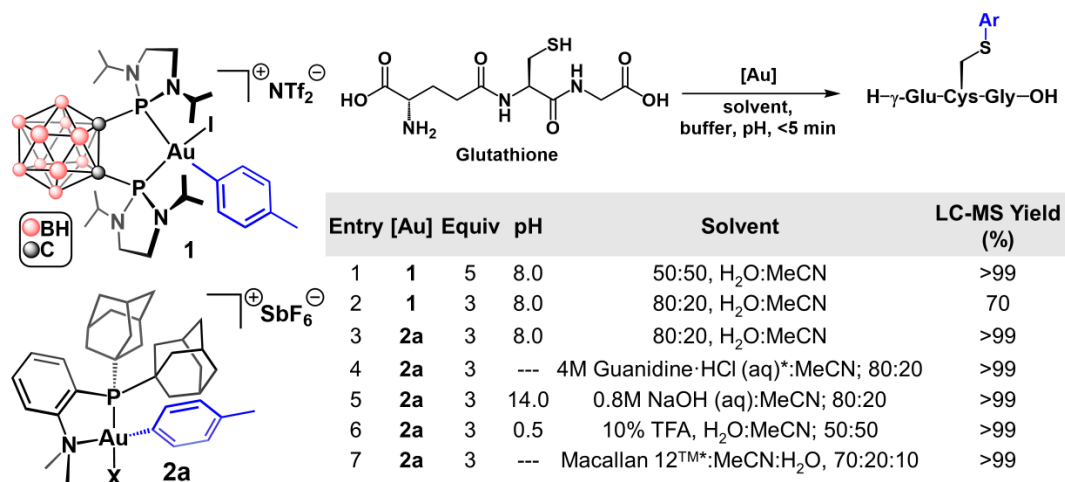 NTf₂⁻
+
N
N
P
I
Au
P
N
N
1
BH
C
O
HO
NH₂
O
N
H
SH
O
H
N
O
OH
Glutathione
[Au]
solvent,
buffer, pH, <5 min
Ar
S
H-γ-Glu-Cys-Gly-OH
+
SbF₆⁻
P
N
Au
X
2a
Entry [Au] Equiv pH Solvent LC-MS Yield (%)
1 1 5 8.0 50:50, H₂O:MeCN >99
2 1 3 8.0 80:20, H₂O:MeCN 70
3 2a 3 8.0 80:20, H₂O:MeCN >99
4 2a 3 --- 4M Guanidine·HCl (aq)*:MeCN; 80:20 >99
5 2a 3 14.0 0.8M NaOH (aq):MeCN; 80:20 >99
6 2a 3 0.5 10% TFA, H₂O:MeCN; 50:50 >99
7 2a 3 --- Macallan 12™*:MeCN:H₂O, 70:20:10 >99